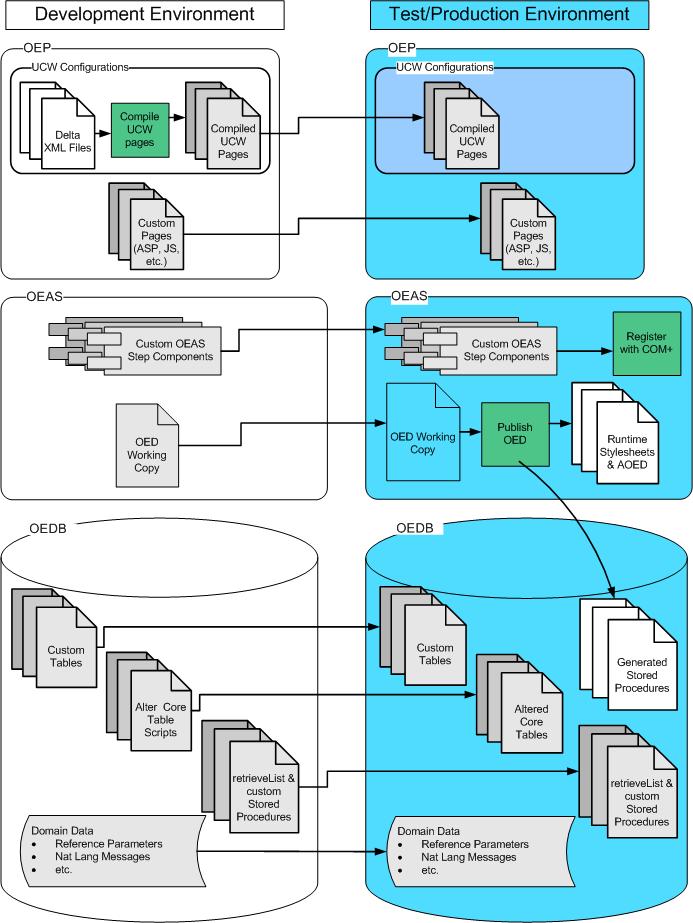 Development Environment
Test/Production Environment
OEP
UCW Configurations
Delta
XML Files
Compile
UCW
pages
Compiled
UCW
Pages
Custom
Pages
(ASP, JS,
etc.)
OEP
UCW Configurations
Compiled
UCW
Pages
Custom
Pages
(ASP, JS,
etc.)
OEAS
Custom OEAS
Step Components
OED
Working
Copy
OEAS
Custom OEAS
Step Components
Register
with COM+
OED Working
Copy
Publish
OED
Runtime
Stylesheets
& AOED
OEDB
Custom
Tables
Alter Core
Table
Scripts
retrieveList &
custom
Stored
Procedures
Domain Data
• Reference Parameters
• Nat Lang Messages
• etc.
OEDB
Custom
Tables
Generated
Stored
Procedures
Altered
Core
Tables
retrieveList &
custom
Stored
Procedures
Domain Data
• Reference Parameters
• Nat Lang Messages
• etc.